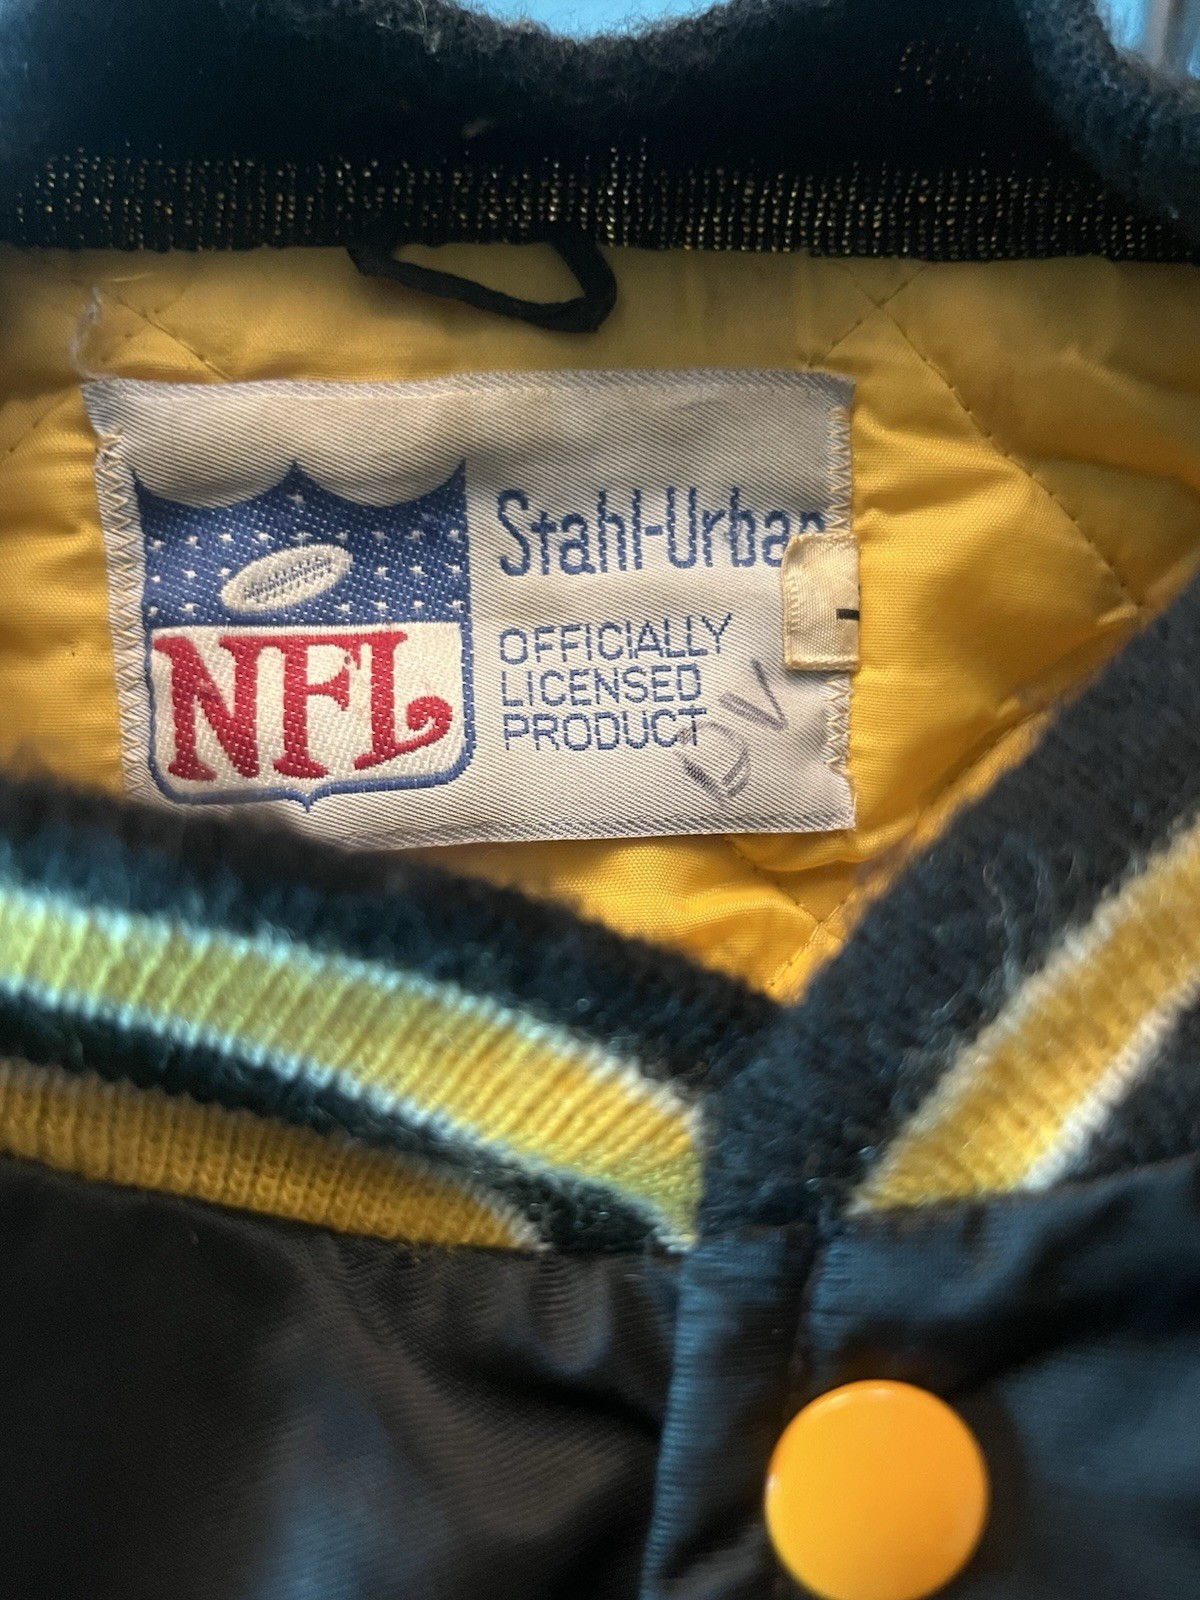 Stahl-Urban
NFL
OFFICIALLY
LICENSED
PRODUCT